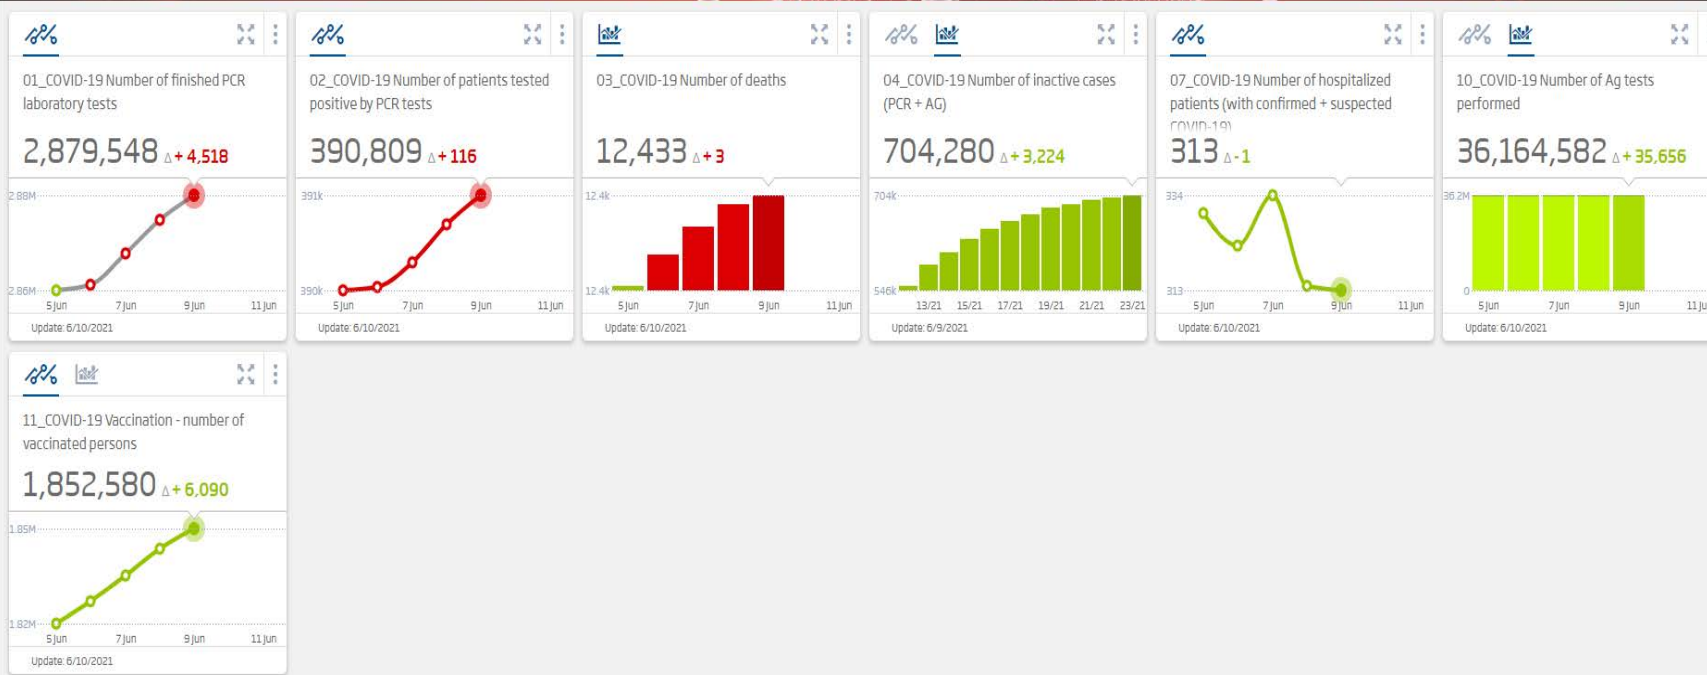 01_COVID-19 Number of finished PCR
laboratory tests
2,879,548 Δ + 4,518
2.88M
2.86M
5 Jun 7 Jun 9 Jun 11 Jun
Update: 6/10/2021
02_COVID-19 Number of patients tested
positive by PCR tests
390,809 Δ + 116
391k
390k
5 Jun 7 Jun 9 Jun 11 Jun
Update: 6/10/2021
03_COVID-19 Number of deaths
12,433 Δ + 3
12.4k
12.4k
5 Jun 7 Jun 9 Jun 11 Jun
Update: 6/10/2021
04_COVID-19 Number of inactive cases
(PCR + AG)
704,280 Δ + 3,224
704k
546k
13/21 15/21 17/21 19/21 21/21 23/21
Update: 6/9/2021
07_COVID-19 Number of hospitalized
patients (with confirmed + suspected
COVID-19)
313 Δ - 1
334
313
5 Jun 7 Jun 9 Jun 11 Jun
Update: 6/10/2021
10_COVID-19 Number of Ag tests
performed
36,164,582 Δ + 35,656
36.2M
0
5 Jun 7 Jun 9 Jun 11 Ju
Update: 6/10/2021
11_COVID-19 Vaccination - number of
vaccinated persons
1,852,580 Δ + 6,090
1.85M
1.82M
5 Jun 7 Jun 9 Jun 11 Jun
Update: 6/10/2021